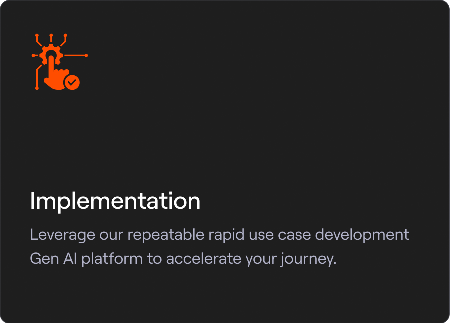 Implementation
Leverage our repeatable rapid use case development
Gen AI platform to accelerate your journey.